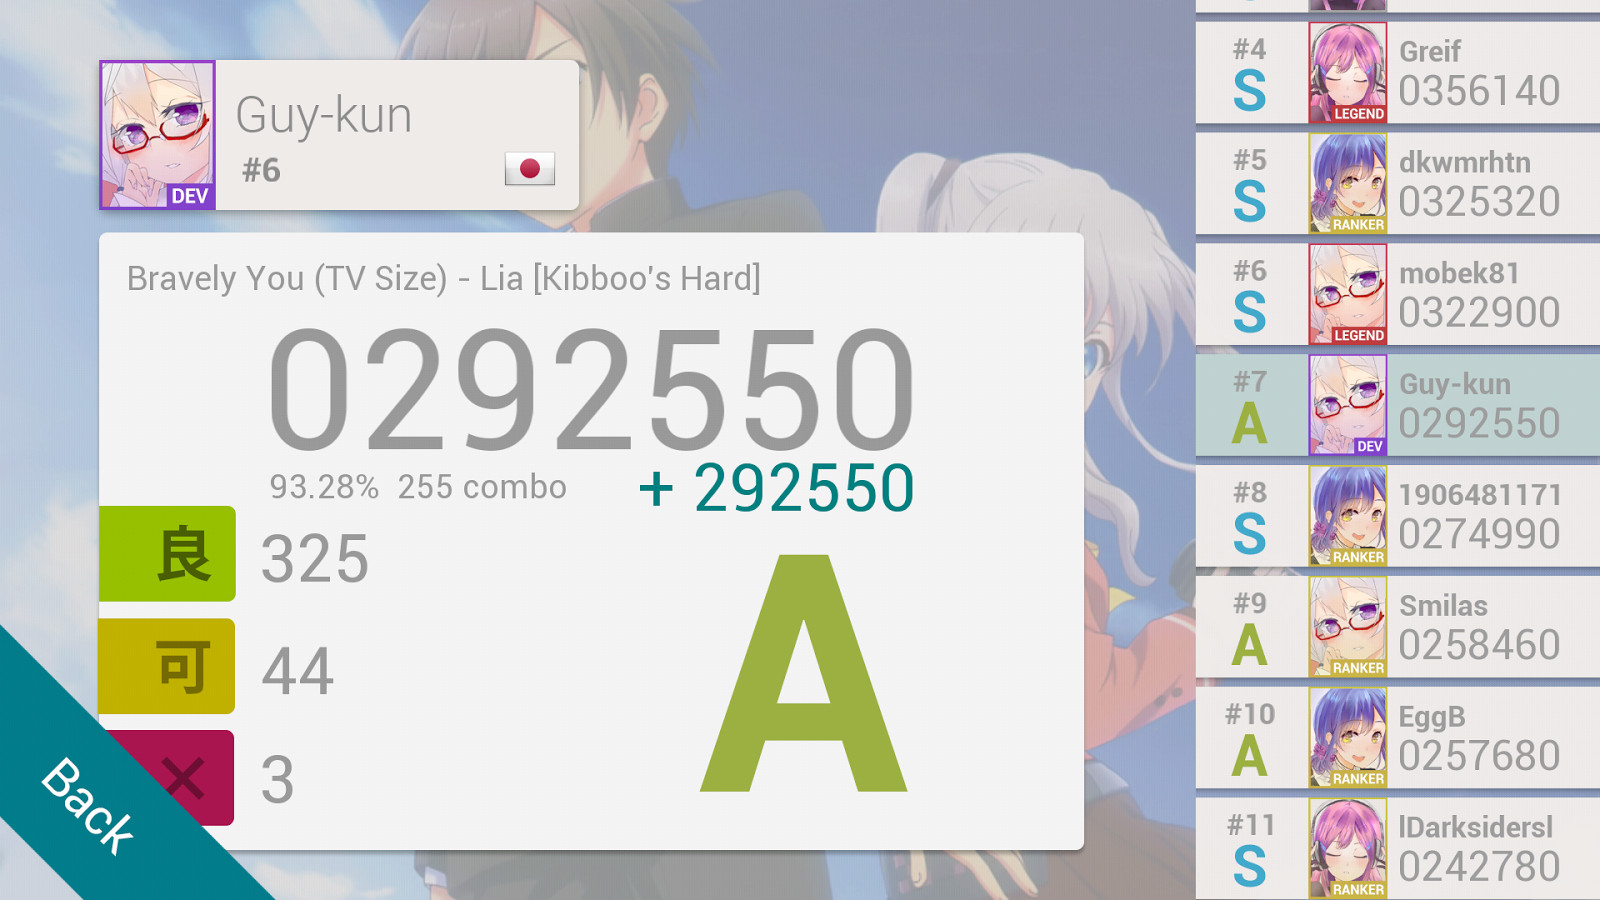 Guy-kun
#6
DEV
Bravely You (TV Size) - Lia [Kibboo's Hard]
0292550
93.28% 255 combo + 292550
良 325
可 44
× 3
A
Back
#4 Greif
S 0356140
LEGEND
#5 dkwmrhtn
S 0325320
RANKER
#6 mobek81
S 0322900
LEGEND
#7 Guy-kun
A 0292550
DEV
#8 1906481171
S 0274990
RANKER
#9 Smilas
A 0258460
RANKER
#10 EggB
A 0257680
RANKER
#11 lDarksidersl
S 0242780
RANKER